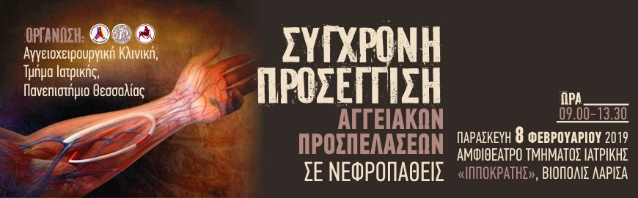 ΟΡΓΑΝΩΣΗ:
Αγγειοχειρουργική Κλινική,
Τμήμα Ιατρικής,
Πανεπιστήμιο Θεσσαλίας
ΣΥΓΧΡΟΝΗ
ΠΡΟΣΕΓΓΙΣΗ
ΑΓΓΕΙΑΚΩΝ
ΠΡΟΣΠΕΛΑΣΕΩΝ
ΣΕ ΝΕΦΡΟΠΑΘΕΙΣ
ΩΡΑ
09.00-13.30
ΠΑΡΑΣΚΕΥΗ 8 ΦΕΒΡΟΥΑΡΙΟΥ 2019
ΑΜΦΙΘΕΑΤΡΟ ΤΜΗΜΑΤΟΣ ΙΑΤΡΙΚΗΣ
«ΙΠΠΟΚΡΑΤΗΣ», ΒΙΟΠΟΛΙΣ ΛΑΡΙΣΑ